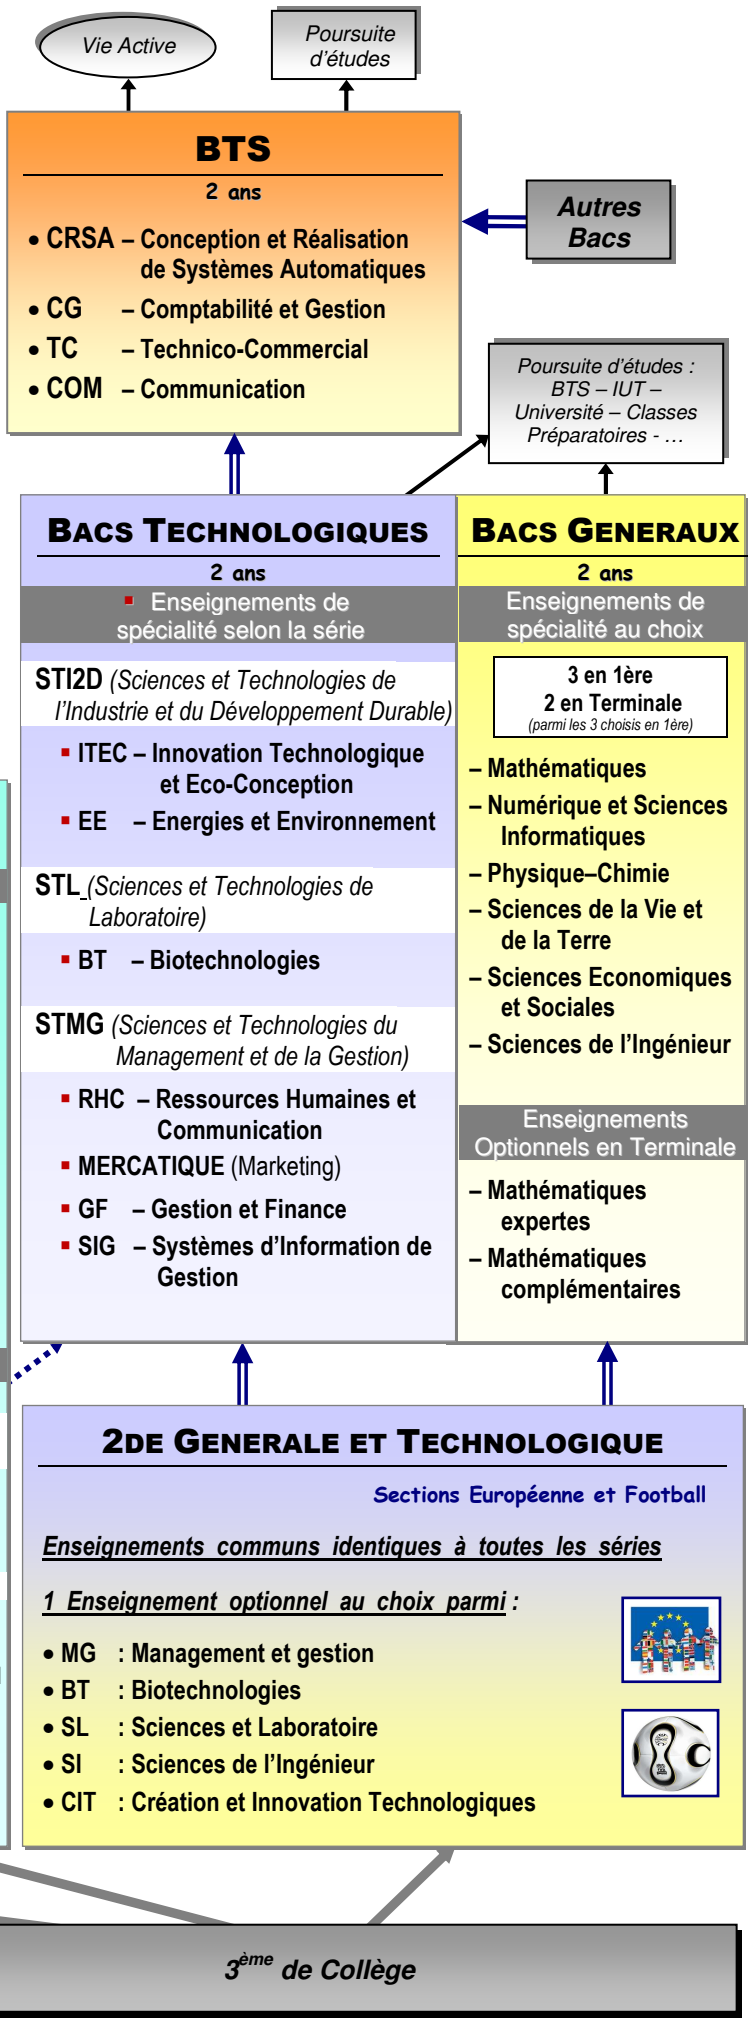 Vie Active
Poursuite
d'études
BTS
2 ans
• CRSA – Conception et Réalisation
de Systèmes Automatiques
• CG – Comptabilité et Gestion
• TC – Technico-Commercial
• COM – Communication
Autres
Bacs
Poursuite d'études :
BTS – IUT –
Université – Classes
Préparatoires - …
BACS TECHNOLOGIQUES
2 ans
▪ Enseignements de
spécialité selon la série
STI2D (Sciences et Technologies de
l'Industrie et du Développement Durable)
▪ ITEC – Innovation Technologique
et Eco-Conception
▪ EE – Energies et Environnement
STL (Sciences et Technologies de
Laboratoire)
▪ BT – Biotechnologies
STMG (Sciences et Technologies du
Management et de la Gestion)
▪ RHC – Ressources Humaines et
Communication
▪ MERCATIQUE (Marketing)
▪ GF – Gestion et Finance
▪ SIG – Systèmes d'Information de
Gestion
BACS GENERAUX
2 ans
Enseignements de
spécialité au choix
3 en 1ère
2 en Terminale
(parmi les 3 choisis en 1ère)
– Mathématiques
– Numérique et Sciences
Informatiques
– Physique–Chimie
– Sciences de la Vie et
de la Terre
– Sciences Economiques
et Sociales
– Sciences de l'Ingénieur
Enseignements
Optionnels en Terminale
– Mathématiques
expertes
– Mathématiques
complémentaires
2DE GENERALE ET TECHNOLOGIQUE
Sections Européenne et Football
Enseignements communs identiques à toutes les séries
1 Enseignement optionnel au choix parmi :
• MG : Management et gestion
• BT : Biotechnologies
• SL : Sciences et Laboratoire
• SI : Sciences de l'Ingénieur
• CIT : Création et Innovation Technologiques
3ème de Collège